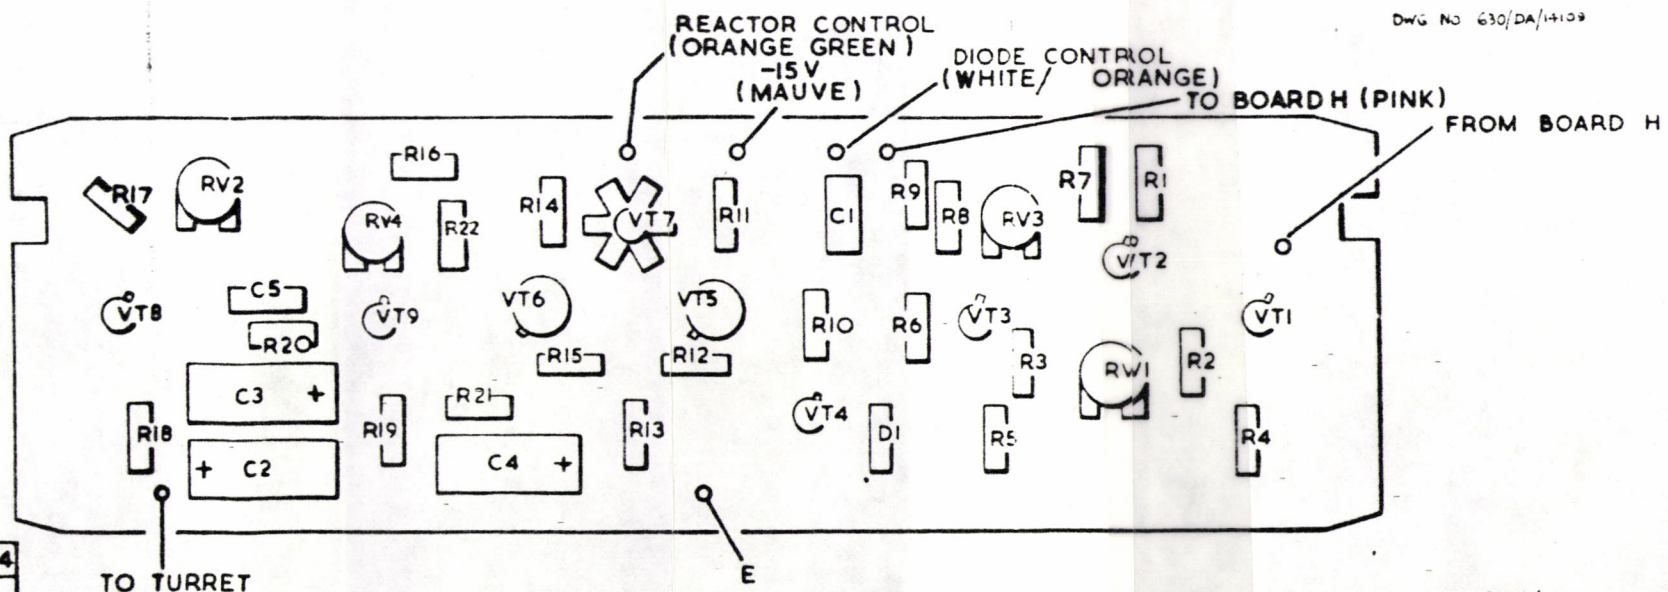 DWG NO 630/DA/14109
REACTOR CONTROL
(ORANGE GREEN)
-15V
(MAUVE)
DIODE CONTROL
(WHITE/ ORANGE)
TO BOARD H (PINK)
FROM BOARD H
R17
RV2
R16
RV4
R22
R14
VT7
R11
C1
R9
R8
RV3
R7
R1
VT2
VT8
C5
R20
VT9
VT6
VT5
R10
R6
VT3
VT1
R15
R12
R3
RV1
R2
C3 +
R18
+ C2
R19
R21
C4 +
R13
VT4
D1
R5
R4
4
TO TURRET
E